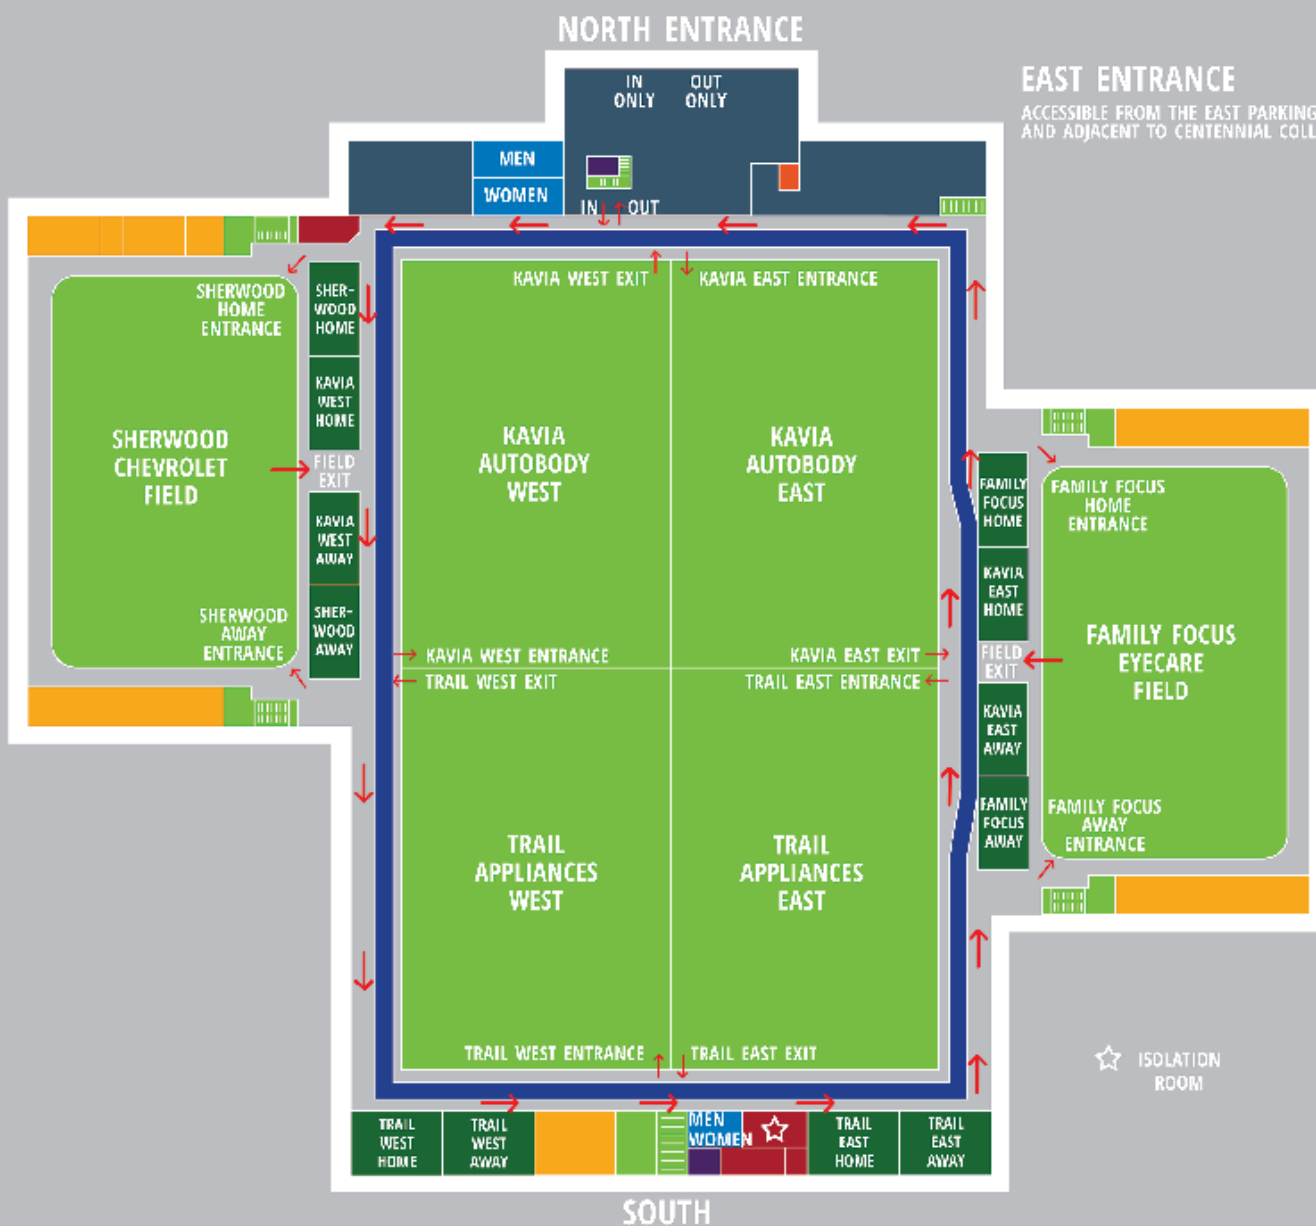 NORTH ENTRANCE
IN
ONLY
OUT
ONLY
EAST ENTRANCE
ACCESSIBLE FROM THE EAST PARKING
AND ADJACENT TO CENTENNIAL
MEN
WOMEN
IN
OUT
KAVIA WEST EXIT
KAVIA EAST ENTRANCE
SHERWOOD
HOME
ENTRANCE
SHER-
WOOD
HOME
KAVIA
WEST
HOME
SHERWOOD
CHEVROLET
FIELD
FIELD
EXIT
KAVIA
WEST
AWAY
SHERWOOD
AWAY
ENTRANCE
SHER-
WOOD
AWAY
KAVIA
AUTOBODY
WEST
KAVIA
AUTOBODY
EAST
FAMILY
FOCUS
HOME
FAMILY FOCUS
HOME
ENTRANCE
KAVIA
EAST
HOME
KAVIA WEST ENTRANCE
KAVIA EAST EXIT
FIELD
EXIT
FAMILY FOCUS
EYECARE
FIELD
TRAIL WEST EXIT
TRAIL EAST ENTRANCE
KAVIA
EAST
AWAY
FAMILY
FOCUS
AWAY
FAMILY FOCUS
AWAY
ENTRANCE
TRAIL
APPLIANCES
WEST
TRAIL
APPLIANCES
EAST
TRAIL WEST ENTRANCE
TRAIL EAST EXIT
ISOLATION
ROOM
TRAIL
WEST
HOME
TRAIL
WEST
AWAY
MEN
WOMEN
TRAIL
EAST
HOME
TRAIL
EAST
AWAY
SOUTH